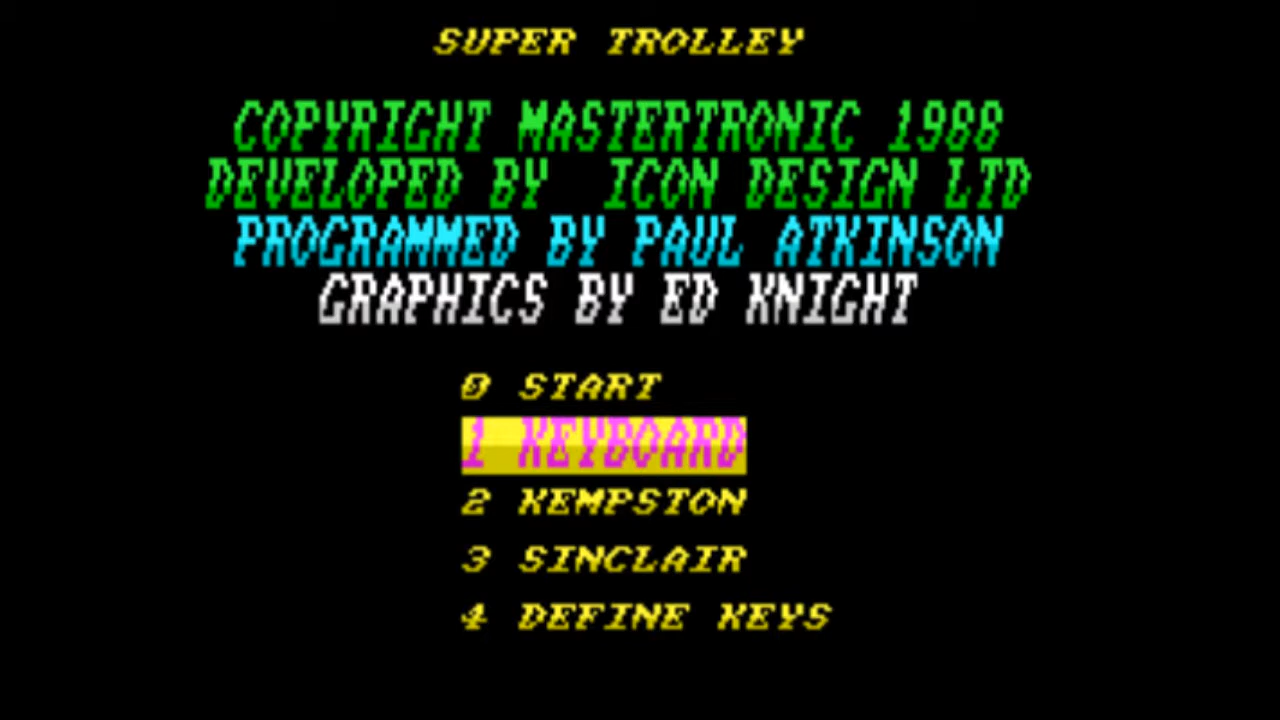 SUPER TROLLEY
COPYRIGHT MASTERTRONIC 1988
DEVELOPED BY ICON DESIGN LTD
PROGRAMMED BY PAUL ATKINSON
GRAPHICS BY ED KNIGHT
0 START
1 KEYBOARD
2 KEMPSTON
3 SINCLAIR
4 DEFINE KEYS